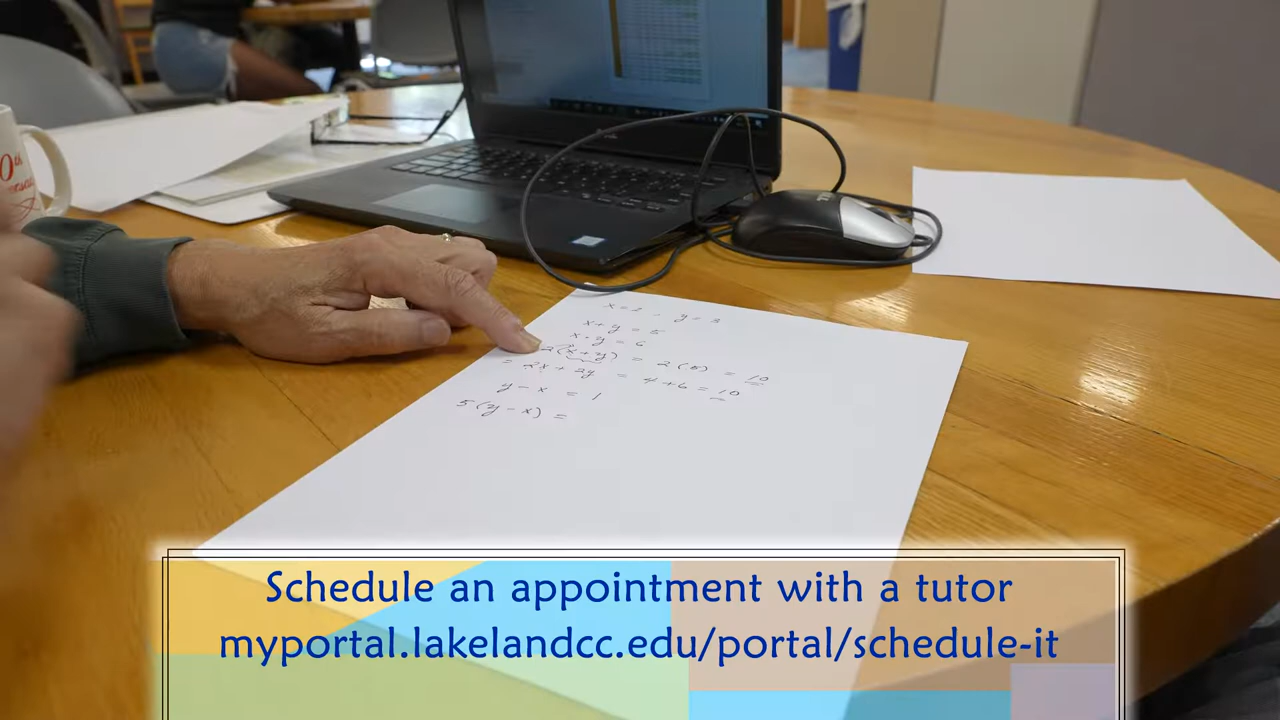 0th
x = 2 , y = 3
x + y = 5
x · y = 6
2(x + y) = 2(5) = 10
= 2x + 2y = 4 + 6 = 10
y - x = 1
5(y - x) =
Schedule an appointment with a tutor
myportal.lakelandcc.edu/portal/schedule-it